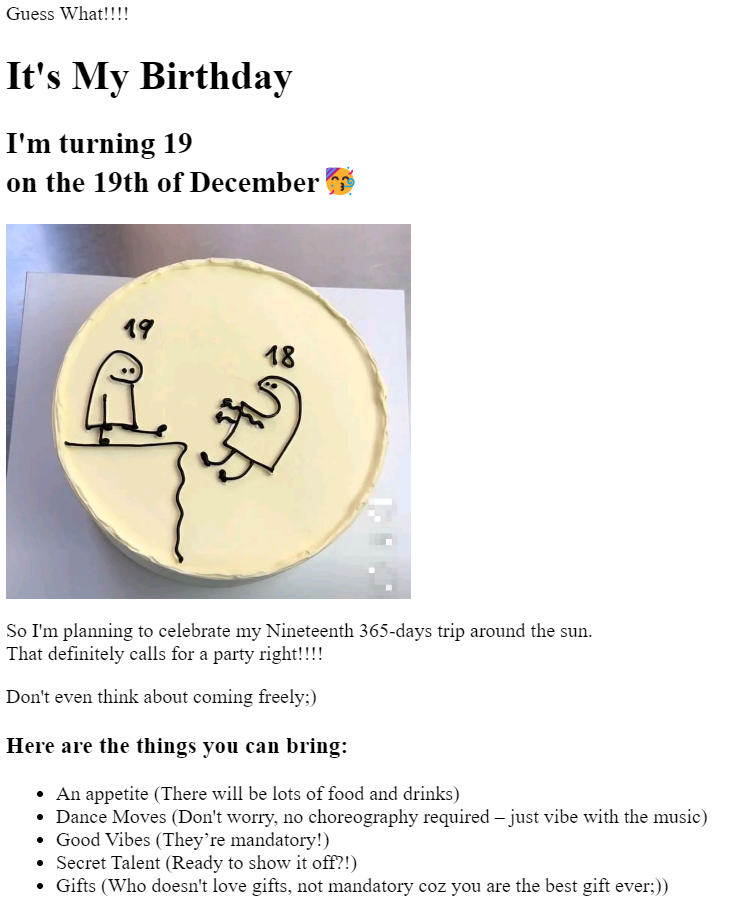 Guess What!!!!
It's My Birthday
I'm turning 19
on the 19th of December 🥳
19
18
So I'm planning to celebrate my Nineteenth 365-days trip around the sun.
That definitely calls for a party right!!!!
Don't even think about coming freely;)
Here are the things you can bring:
• An appetite (There will be lots of food and drinks)
• Dance Moves (Don't worry, no choreography required – just vibe with the music)
• Good Vibes (They’re mandatory!)
• Secret Talent (Ready to show it off?!)
• Gifts (Who doesn't love gifts, not mandatory coz you are the best gift ever;))